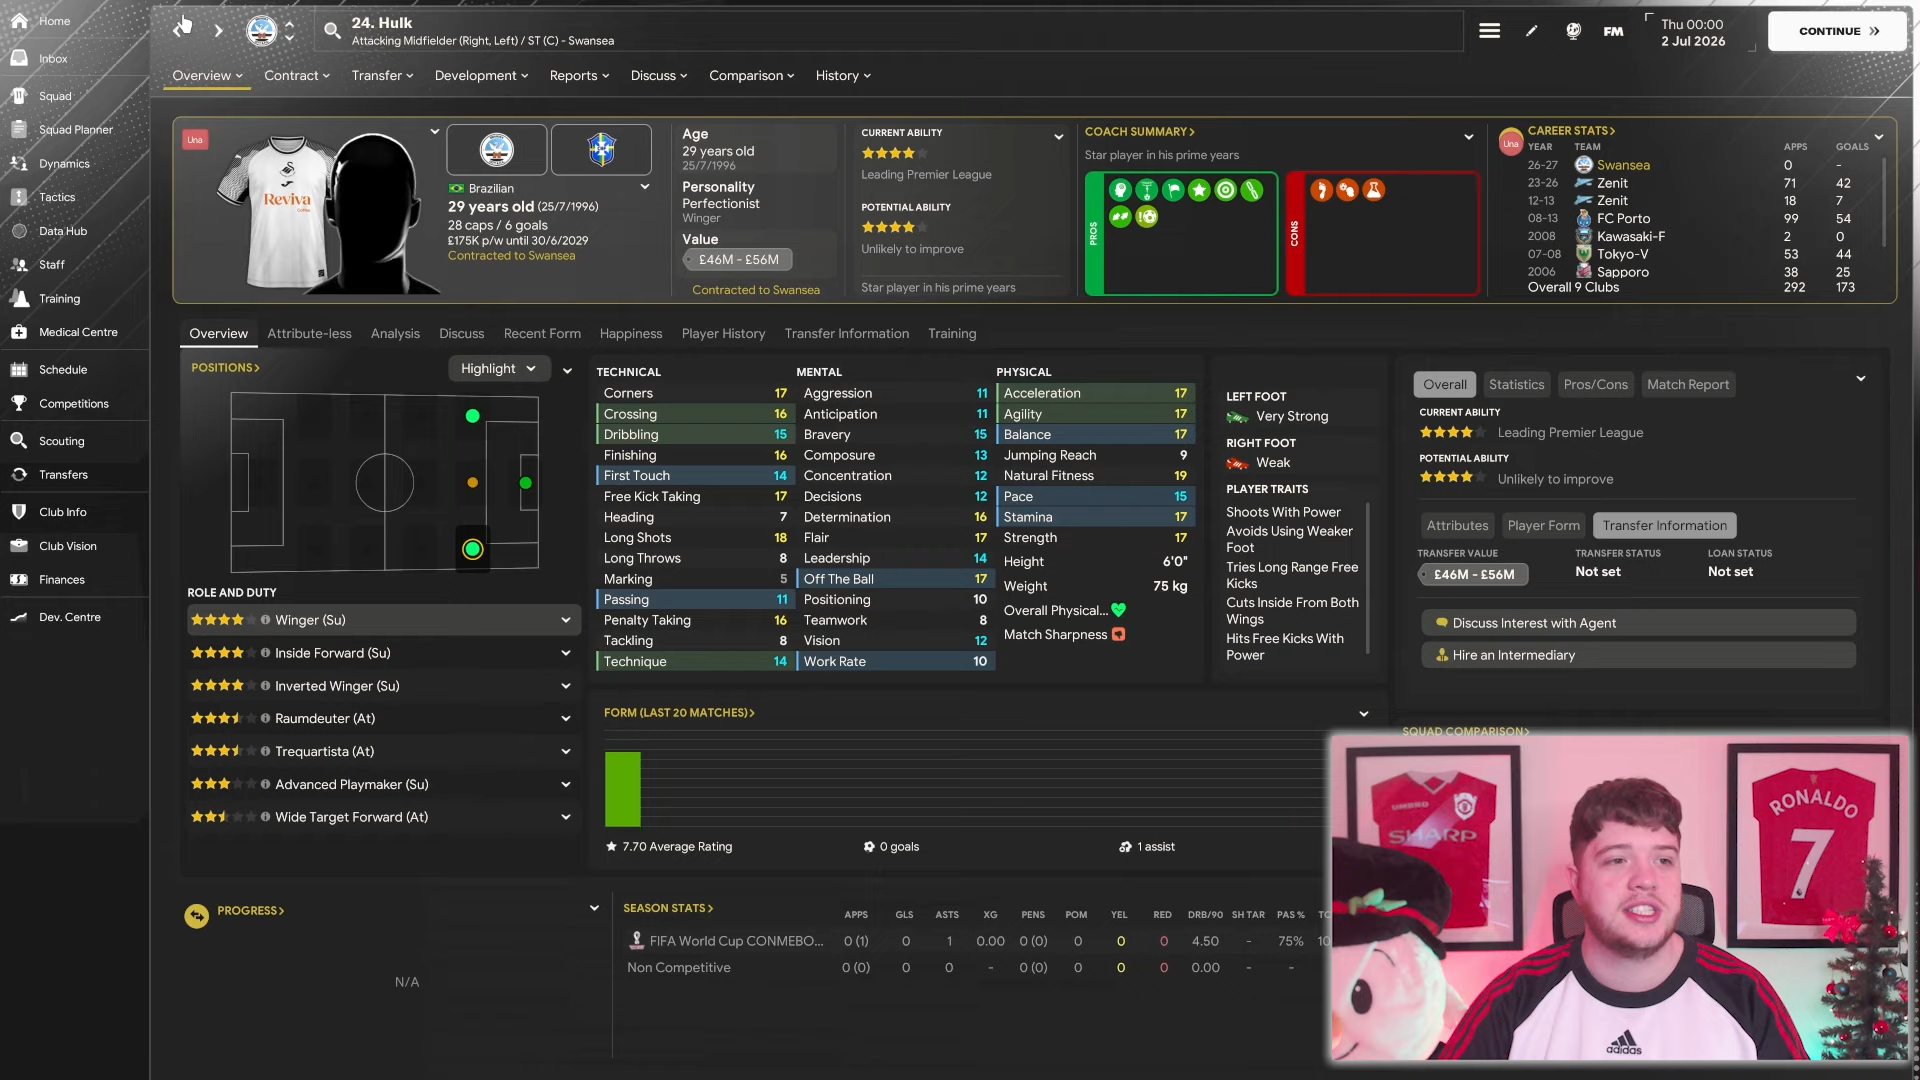 Home
Inbox
Squad
Squad Planner
Dynamics
Tactics
Data Hub
Staff
Training
Medical Centre
Schedule
Competitions
Scouting
Transfers
Club Info
Club Vision
Finances
Dev. Centre
24. Hulk
Attacking Midfielder (Right, Left) / ST (C) - Swansea
FM
Thu 00:00
2 Jul 2026
CONTINUE
Overview
Contract
Transfer
Development
Reports
Discuss
Comparison
History
Una
Reviva
Coffee
Brazilian
29 years old (25/7/1996)
28 caps / 6 goals
£175K p/w until 30/6/2029
Contracted to Swansea
Age
29 years old
25/7/1996
Personality
Perfectionist
Winger
Value
£46M - £56M
Contracted to Swansea
CURRENT ABILITY
Leading Premier League
POTENTIAL ABILITY
Unlikely to improve
Star player in his prime years
COACH SUMMARY
Star player in his prime years
PROS
CONS
Una
CAREER STATS
YEAR TEAM APPS GOALS
26-27 Swansea 0 -
23-26 Zenit 71 42
12-13 Zenit 18 7
08-13 FC Porto 99 54
2008 Kawasaki-F 2 0
07-08 Tokyo-V 53 44
2006 Sapporo 38 25
Overall 9 Clubs 292 173
Overview
Attribute-less
Analysis
Discuss
Recent Form
Happiness
Player History
Transfer Information
Training
POSITIONS
Highlight
ROLE AND DUTY
Winger (Su)
Inside Forward (Su)
Inverted Winger (Su)
Raumdeuter (At)
Trequartista (At)
Advanced Playmaker (Su)
Wide Target Forward (At)
TECHNICAL
Corners 17
Crossing 16
Dribbling 15
Finishing 16
First Touch 14
Free Kick Taking 17
Heading 7
Long Shots 18
Long Throws 8
Marking 5
Passing 11
Penalty Taking 16
Tackling 8
Technique 14
MENTAL
Aggression 11
Anticipation 11
Bravery 15
Composure 13
Concentration 12
Decisions 12
Determination 16
Flair 17
Leadership 14
Off The Ball 17
Positioning 10
Teamwork 8
Vision 12
Work Rate 10
PHYSICAL
Acceleration 17
Agility 17
Balance 17
Jumping Reach 9
Natural Fitness 19
Pace 15
Stamina 17
Strength 17
Height 6'0"
Weight 75 kg
Overall Physical...
Match Sharpness
LEFT FOOT
Very Strong
RIGHT FOOT
Weak
PLAYER TRAITS
Shoots With Power
Avoids Using Weaker
Foot
Tries Long Range Free
Kicks
Cuts Inside From Both
Wings
Hits Free Kicks With
Power
Overall
Statistics
Pros/Cons
Match Report
CURRENT ABILITY
Leading Premier League
POTENTIAL ABILITY
Unlikely to improve
Attributes
Player Form
Transfer Information
TRANSFER VALUE TRANSFER STATUS LOAN STATUS
£46M - £56M Not set Not set
Discuss Interest with Agent
Hire an Intermediary
SQUAD COMPARISON
FORM (LAST 20 MATCHES)
7.70 Average Rating
0 goals
1 assist
PROGRESS
N/A
SEASON STATS APPS GLS ASTS XG PENS POM YEL RED DRB/90 SH TAR PAS %
FIFA World Cup CONMEBO... 0 (1) 0 1 0.00 0 (0) 0 0 0 4.50 - 75%
Non Competitive 0 (0) 0 0 - 0 (0) 0 0 0 0.00 - -
UMBRO
SHARP
RONALDO
7
adidas